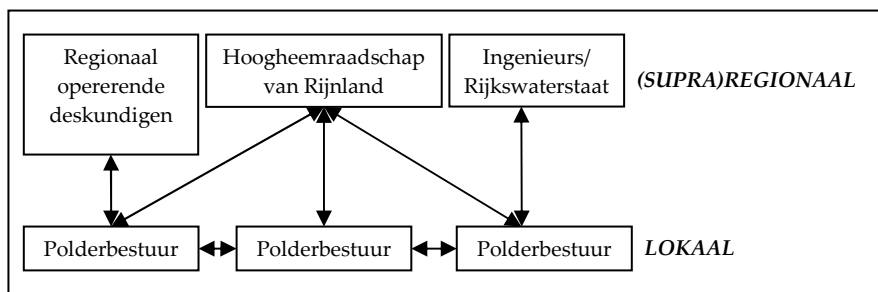 Regionaal
opererende
deskundigen
Hoogheemraadschap
van Rijnland
Ingenieurs/
Rijkswaterstaat
(SUPRA)REGIONAAL
Polderbestuur
Polderbestuur
Polderbestuur
LOKAAL